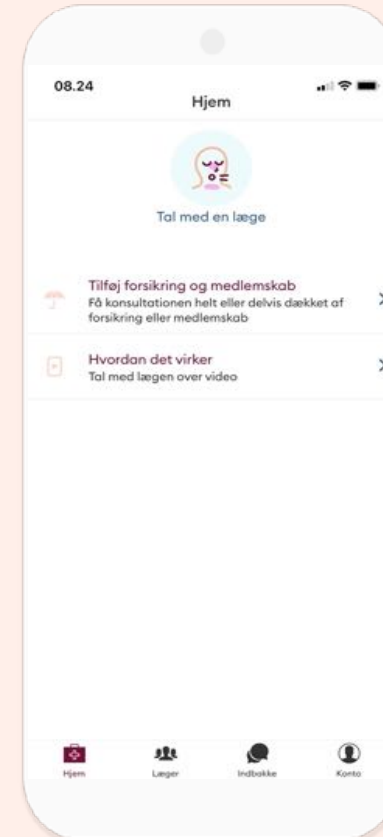 08.24
Hjem
Tal med en læge
Tilføj forsikring og medlemskab
Få konsultationen helt eller delvis dækket af
forsikring eller medlemskab
Hvordan det virker
Tal med lægen over video
Hjem Læger Indbakke Konto